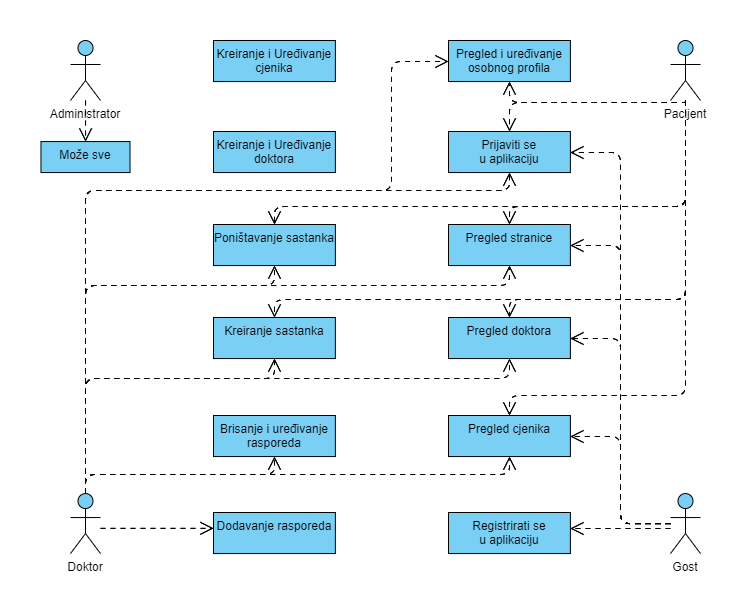 Kreiranje i Uređivanje
cjenika
Pregled i uređivanje
osobnog profila
Administrator
Pacijent
Može sve
Kreiranje i Uređivanje
doktora
Prijaviti se
u aplikaciju
Poništavanje sastanka
Pregled stranice
Kreiranje sastanka
Pregled doktora
Brisanje i uređivanje
rasporeda
Pregled cjenika
Dodavanje rasporeda
Registrirati se
u aplikaciju
Doktor
Gost